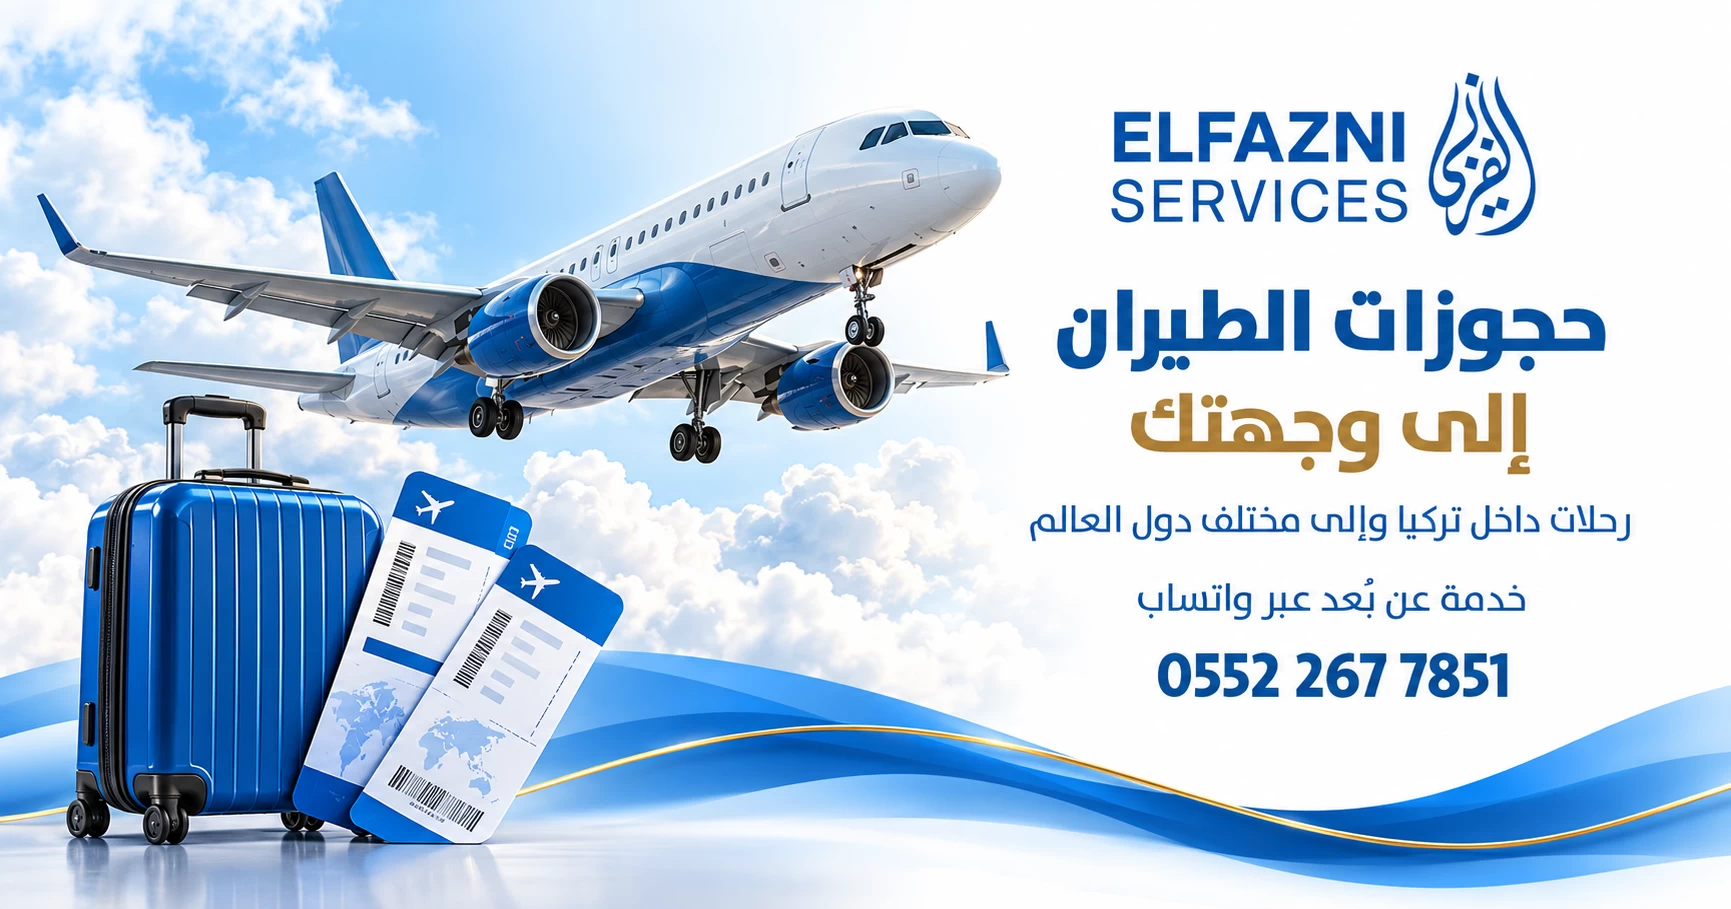 ELFAZNI
SERVICES
الفزني
حجوزات الطيران
إلى وجهتك
رحلات داخل تركيا وإلى مختلف دول العالم
خدمة عن بُعد عبر واتساب
0552 267 7851